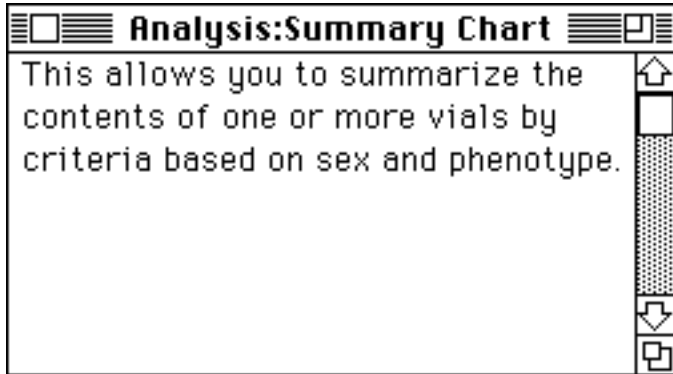 Analysis:Summary Chart
This allows you to summarize the
contents of one or more vials by
criteria based on sex and phenotype.